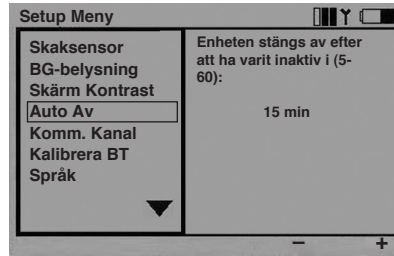 Setup Meny
Skaksensor
BG-belysning
Skärm Kontrast
Auto Av
Komm. Kanal
Kalibrera BT
Språk
Enheten stängs av efter
att ha varit inaktiv i (5-
60):
15 min
− +